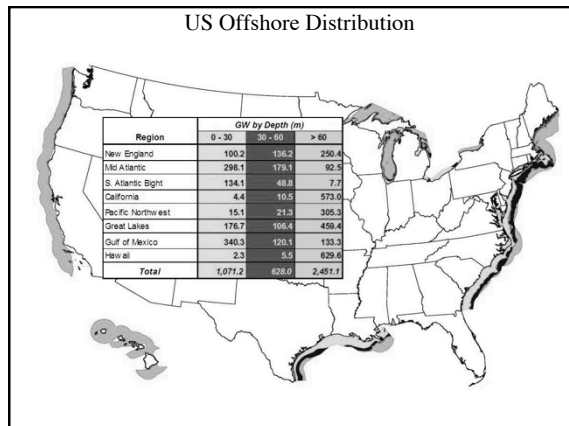 US Offshore Distribution
GW by Depth (m)
Region 0 - 30 30 - 60 > 60
New England 100.2 136.2 250.4
Mid Atlantic 298.1 179.1 92.5
S. Atlantic Bight 134.1 48.8 7.7
California 4.4 10.5 573.0
Pacific Northwest 15.1 21.3 305.3
Great Lakes 176.7 106.4 459.4
Gulf of Mexico 340.3 120.1 133.3
Hawaii 2.3 5.5 629.6
Total 1,071.2 628.0 2,451.1